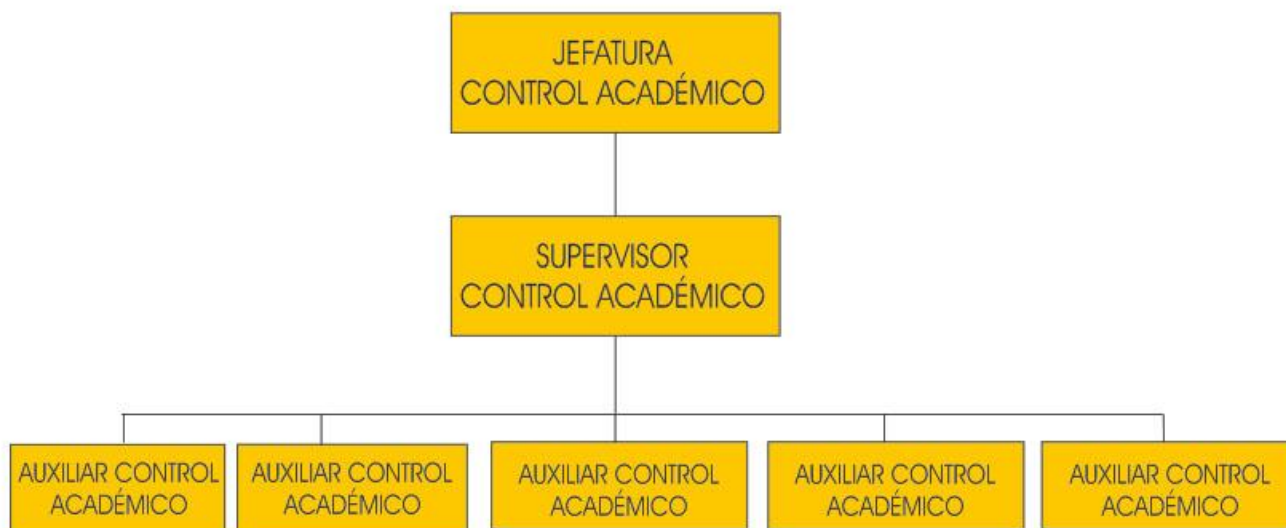 JEFATURA
CONTROL ACADÉMICO
SUPERVISOR
CONTROL ACADÉMICO
AUXILIAR CONTROL
ACADÉMICO
AUXILIAR CONTROL
ACADÉMICO
AUXILIAR CONTROL
ACADÉMICO
AUXILIAR CONTROL
ACADÉMICO
AUXILIAR CONTROL
ACADÉMICO